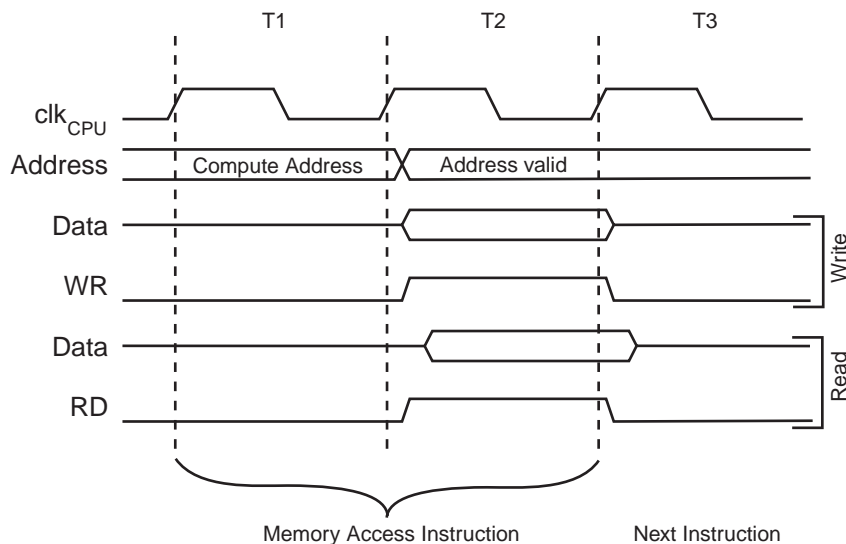 T1 T2 T3
clkCPU
Address Compute Address Address valid
Data
WR
Write
Data
RD
Read
Memory Access Instruction Next Instruction